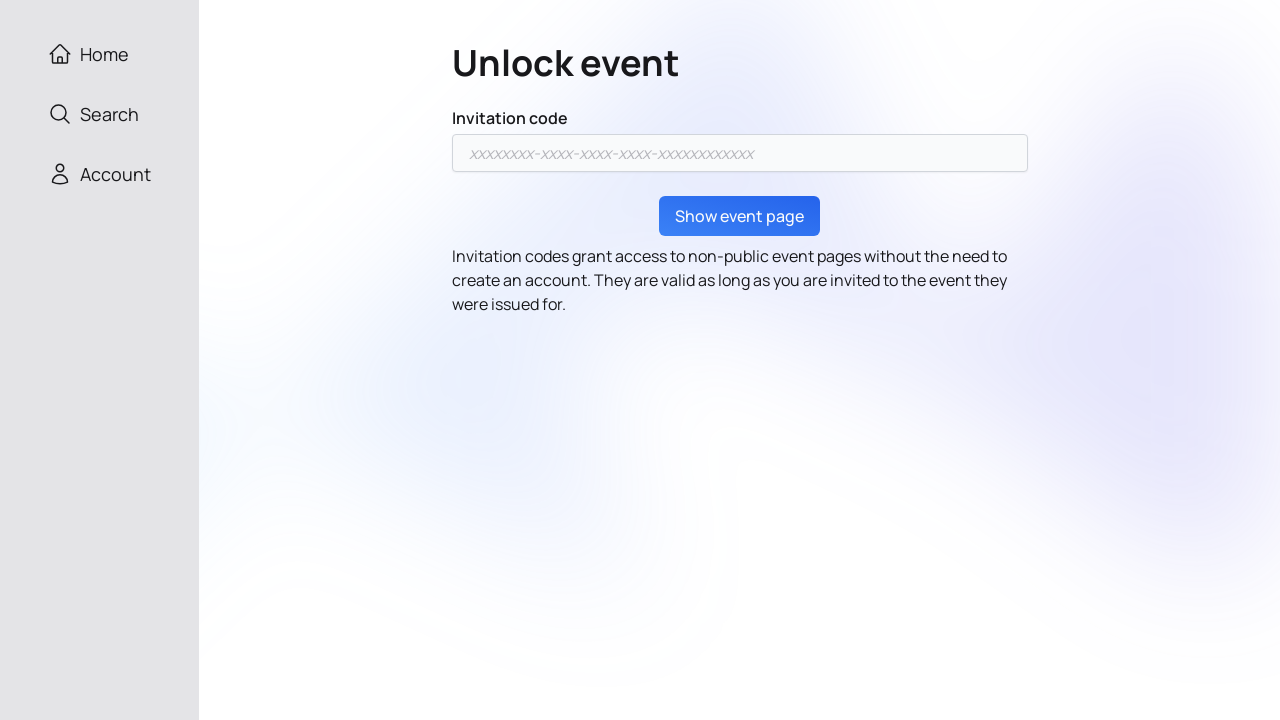 Home
Search
Account
Unlock event
Invitation code
xxxxxxxx-xxxx-xxxx-xxxx-xxxxxxxxxxxx
Show event page
Invitation codes grant access to non-public event pages without the need to
create an account. They are valid as long as you are invited to the event they
were issued for.